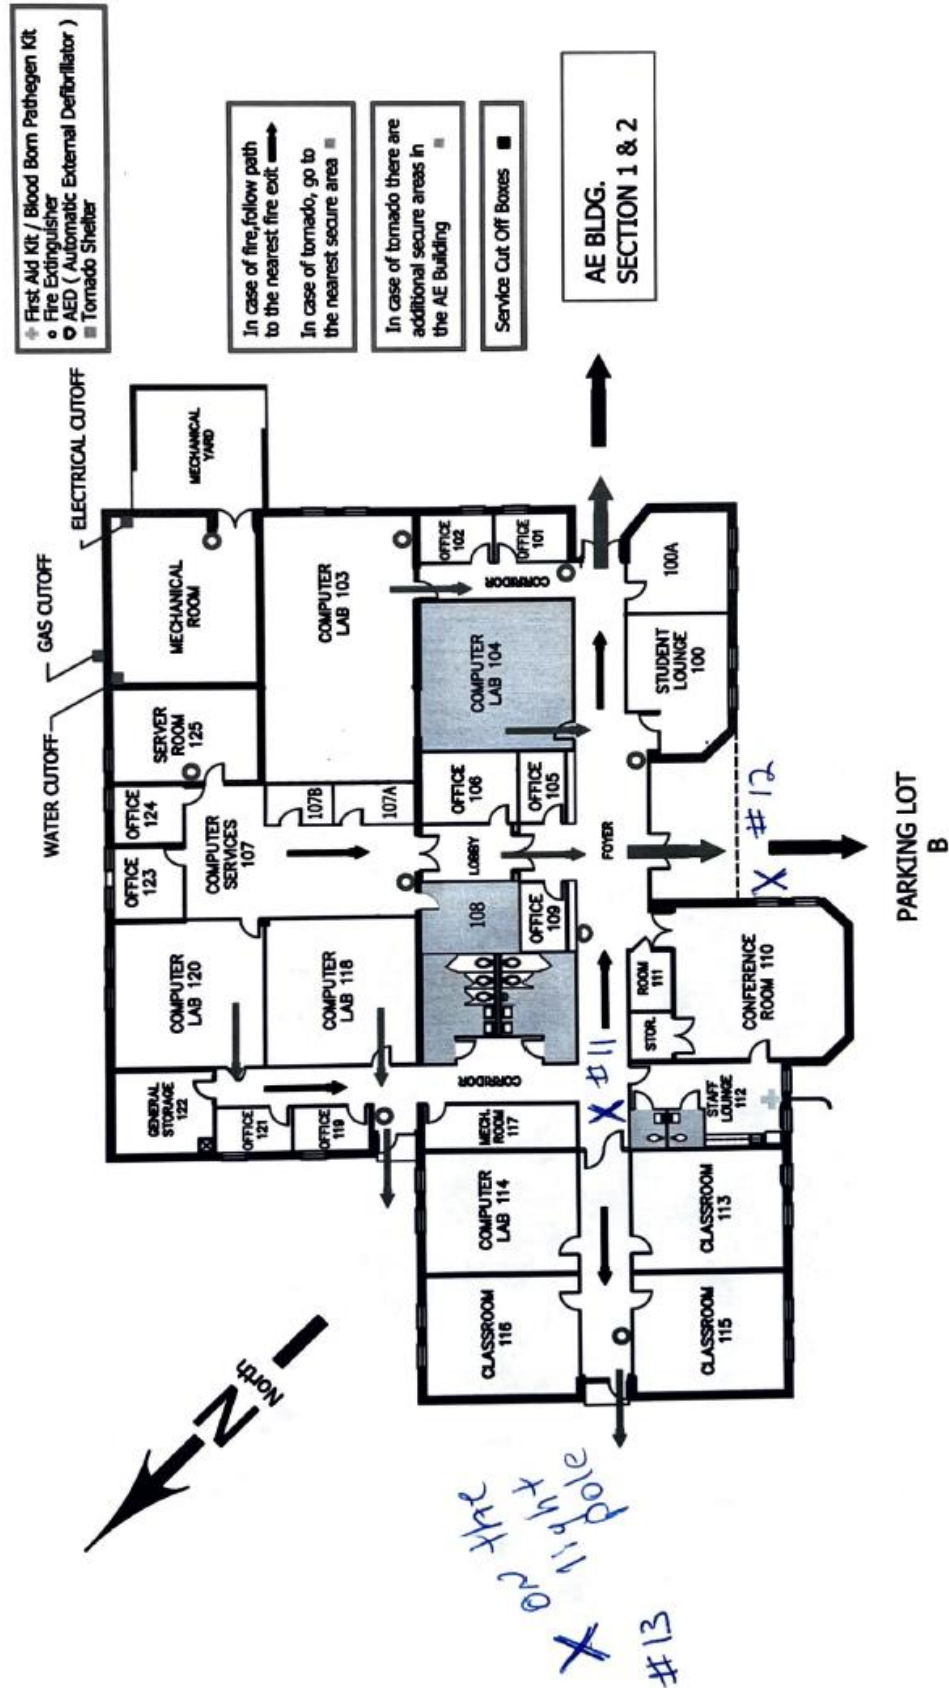 First Aid Kit / Blood Born Pathegen Kit
Fire Extinguisher
AED ( Automatic External Defibrillator )
Tornado Shelter
In case of fire,follow path
to the nearest fire exit
In case of tornado, go to
the nearest secure area
In case of tornado there are
additional secure areas in
the AE Building
Service Cut Off Boxes
AE BLDG.
SECTION 1 & 2
WATER CUTOFF
GAS CUTOFF
ELECTRICAL CUTOFF
MECHANICAL
YARD
MECHANICAL
ROOM
SERVER
ROOM
125
OFFICE
124
OFFICE
123
COMPUTER
SERVICES
107
107B
107A
COMPUTER
LAB 103
COMPUTER
LAB 120
COMPUTER
LAB 118
GENERAL
STORAGE
122
OFFICE
121
OFFICE
119
OFFICE
102
OFFICE
101
CORRIDOR
COMPUTER
LAB 104
OFFICE
106
OFFICE
105
LOBBY
108
OFFICE
109
CORRIDOR
MECH.
ROOM
117
COMPUTER
LAB 114
CLASSROOM
116
FOYER
100A
STUDENT
LOUNGE
100
ROOM
111
STOR.
CONFERENCE
ROOM 110
STAFF
LOUNGE
112
CLASSROOM
113
CLASSROOM
115
X #11
X #12
PARKING LOT
B
N
North
X on the
light
pole
#13